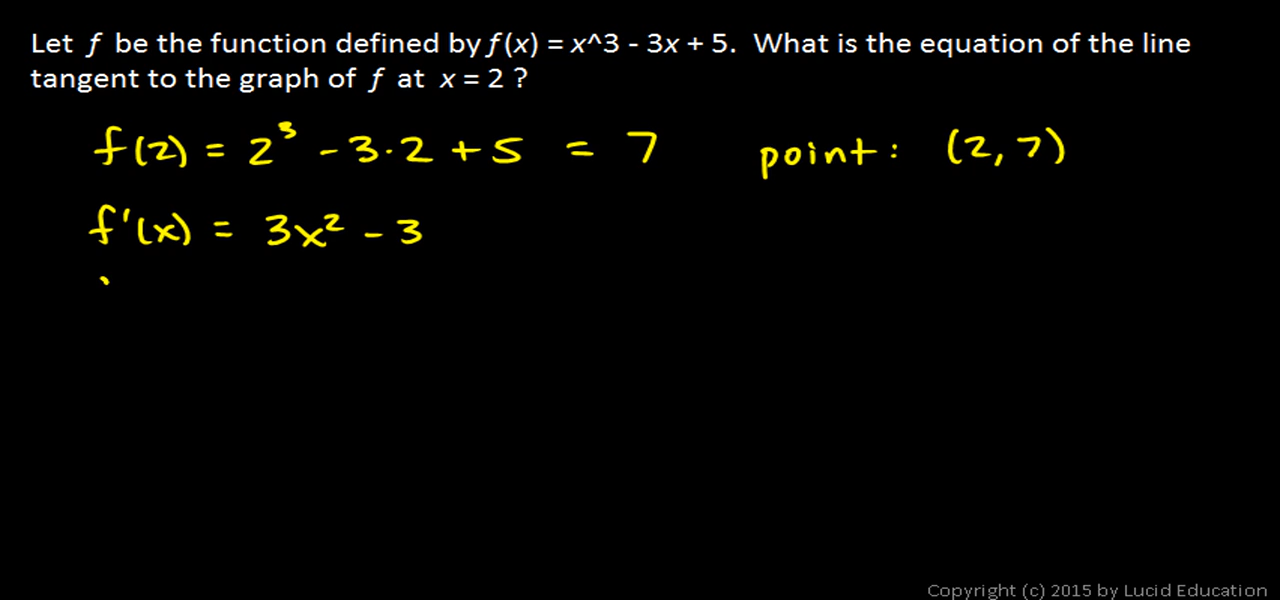 Let f be the function defined by f(x) = x^3 - 3x + 5. What is the equation of the line
tangent to the graph of f at x = 2 ?
f(2) = 2³ - 3·2 + 5 = 7 point: (2,7)
f'(x) = 3x² - 3
Copyright (c) 2015 by Lucid Education